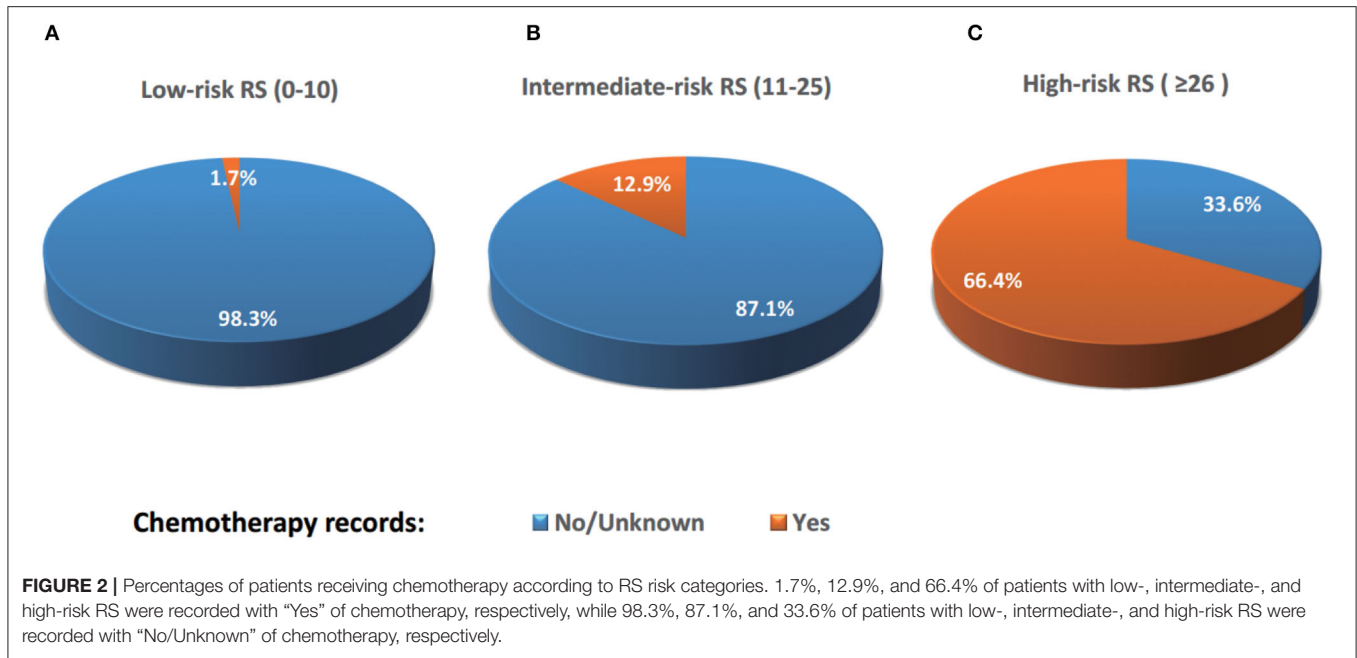 A
B
C
Low-risk RS (0-10)
Intermediate-risk RS (11-25)
High-risk RS ( ≥26 )
1.7%
98.3%
12.9%
87.1%
33.6%
66.4%
Chemotherapy records:
No/Unknown
Yes
FIGURE 2 | Percentages of patients receiving chemotherapy according to RS risk categories. 1.7%, 12.9%, and 66.4% of patients with low-, intermediate-, and
high-risk RS were recorded with “Yes” of chemotherapy, respectively, while 98.3%, 87.1%, and 33.6% of patients with low-, intermediate-, and high-risk RS were
recorded with “No/Unknown” of chemotherapy, respectively.